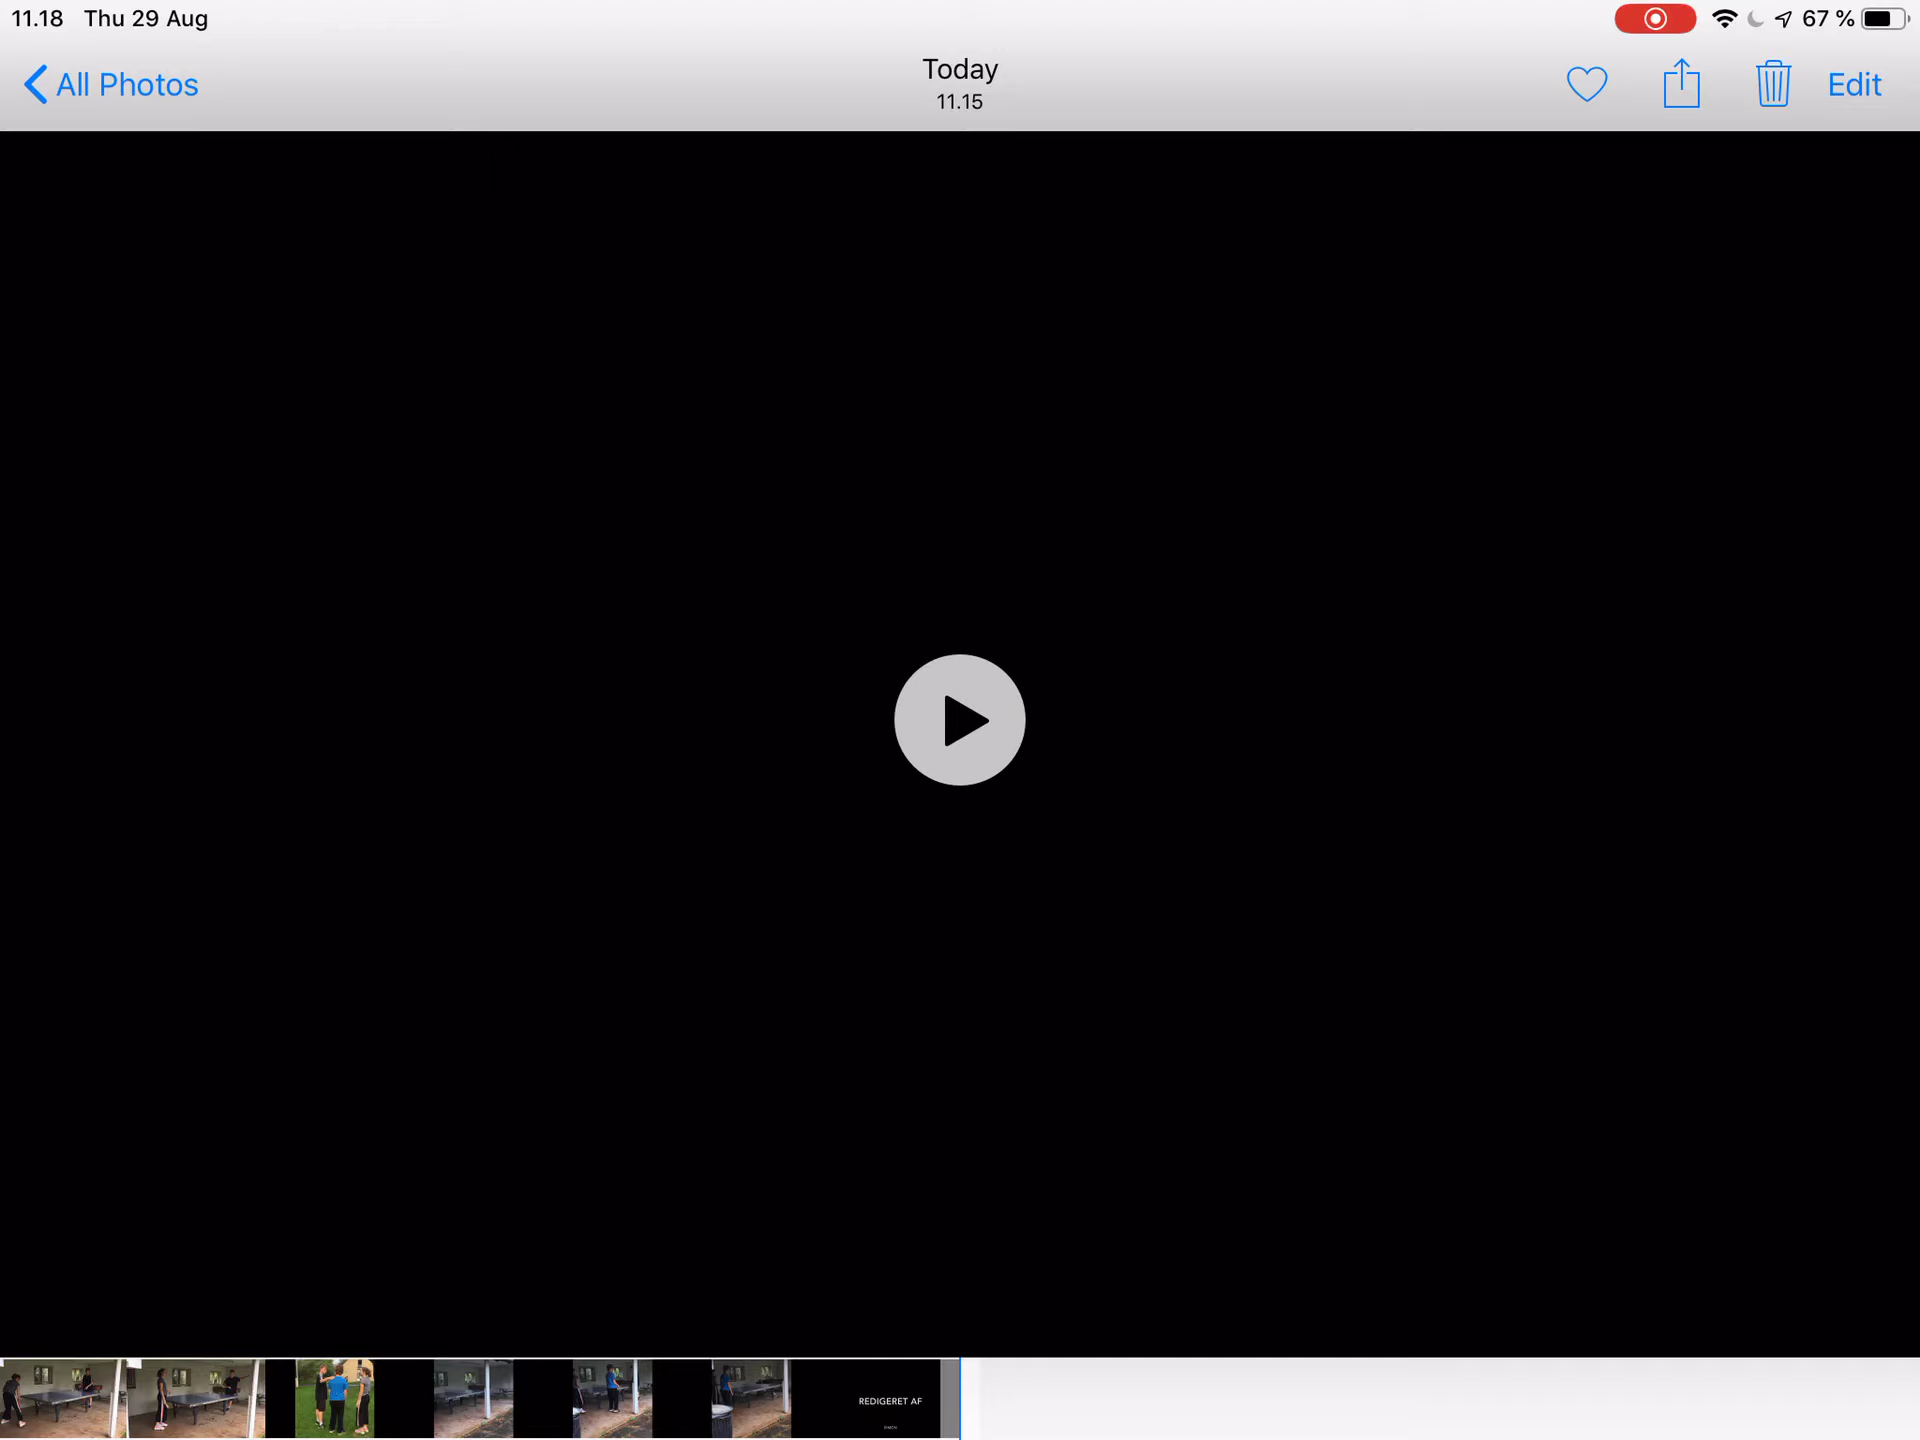 11.18 Thu 29 Aug
67 %
All Photos
Today
11.15
Edit
REDIGERET AF